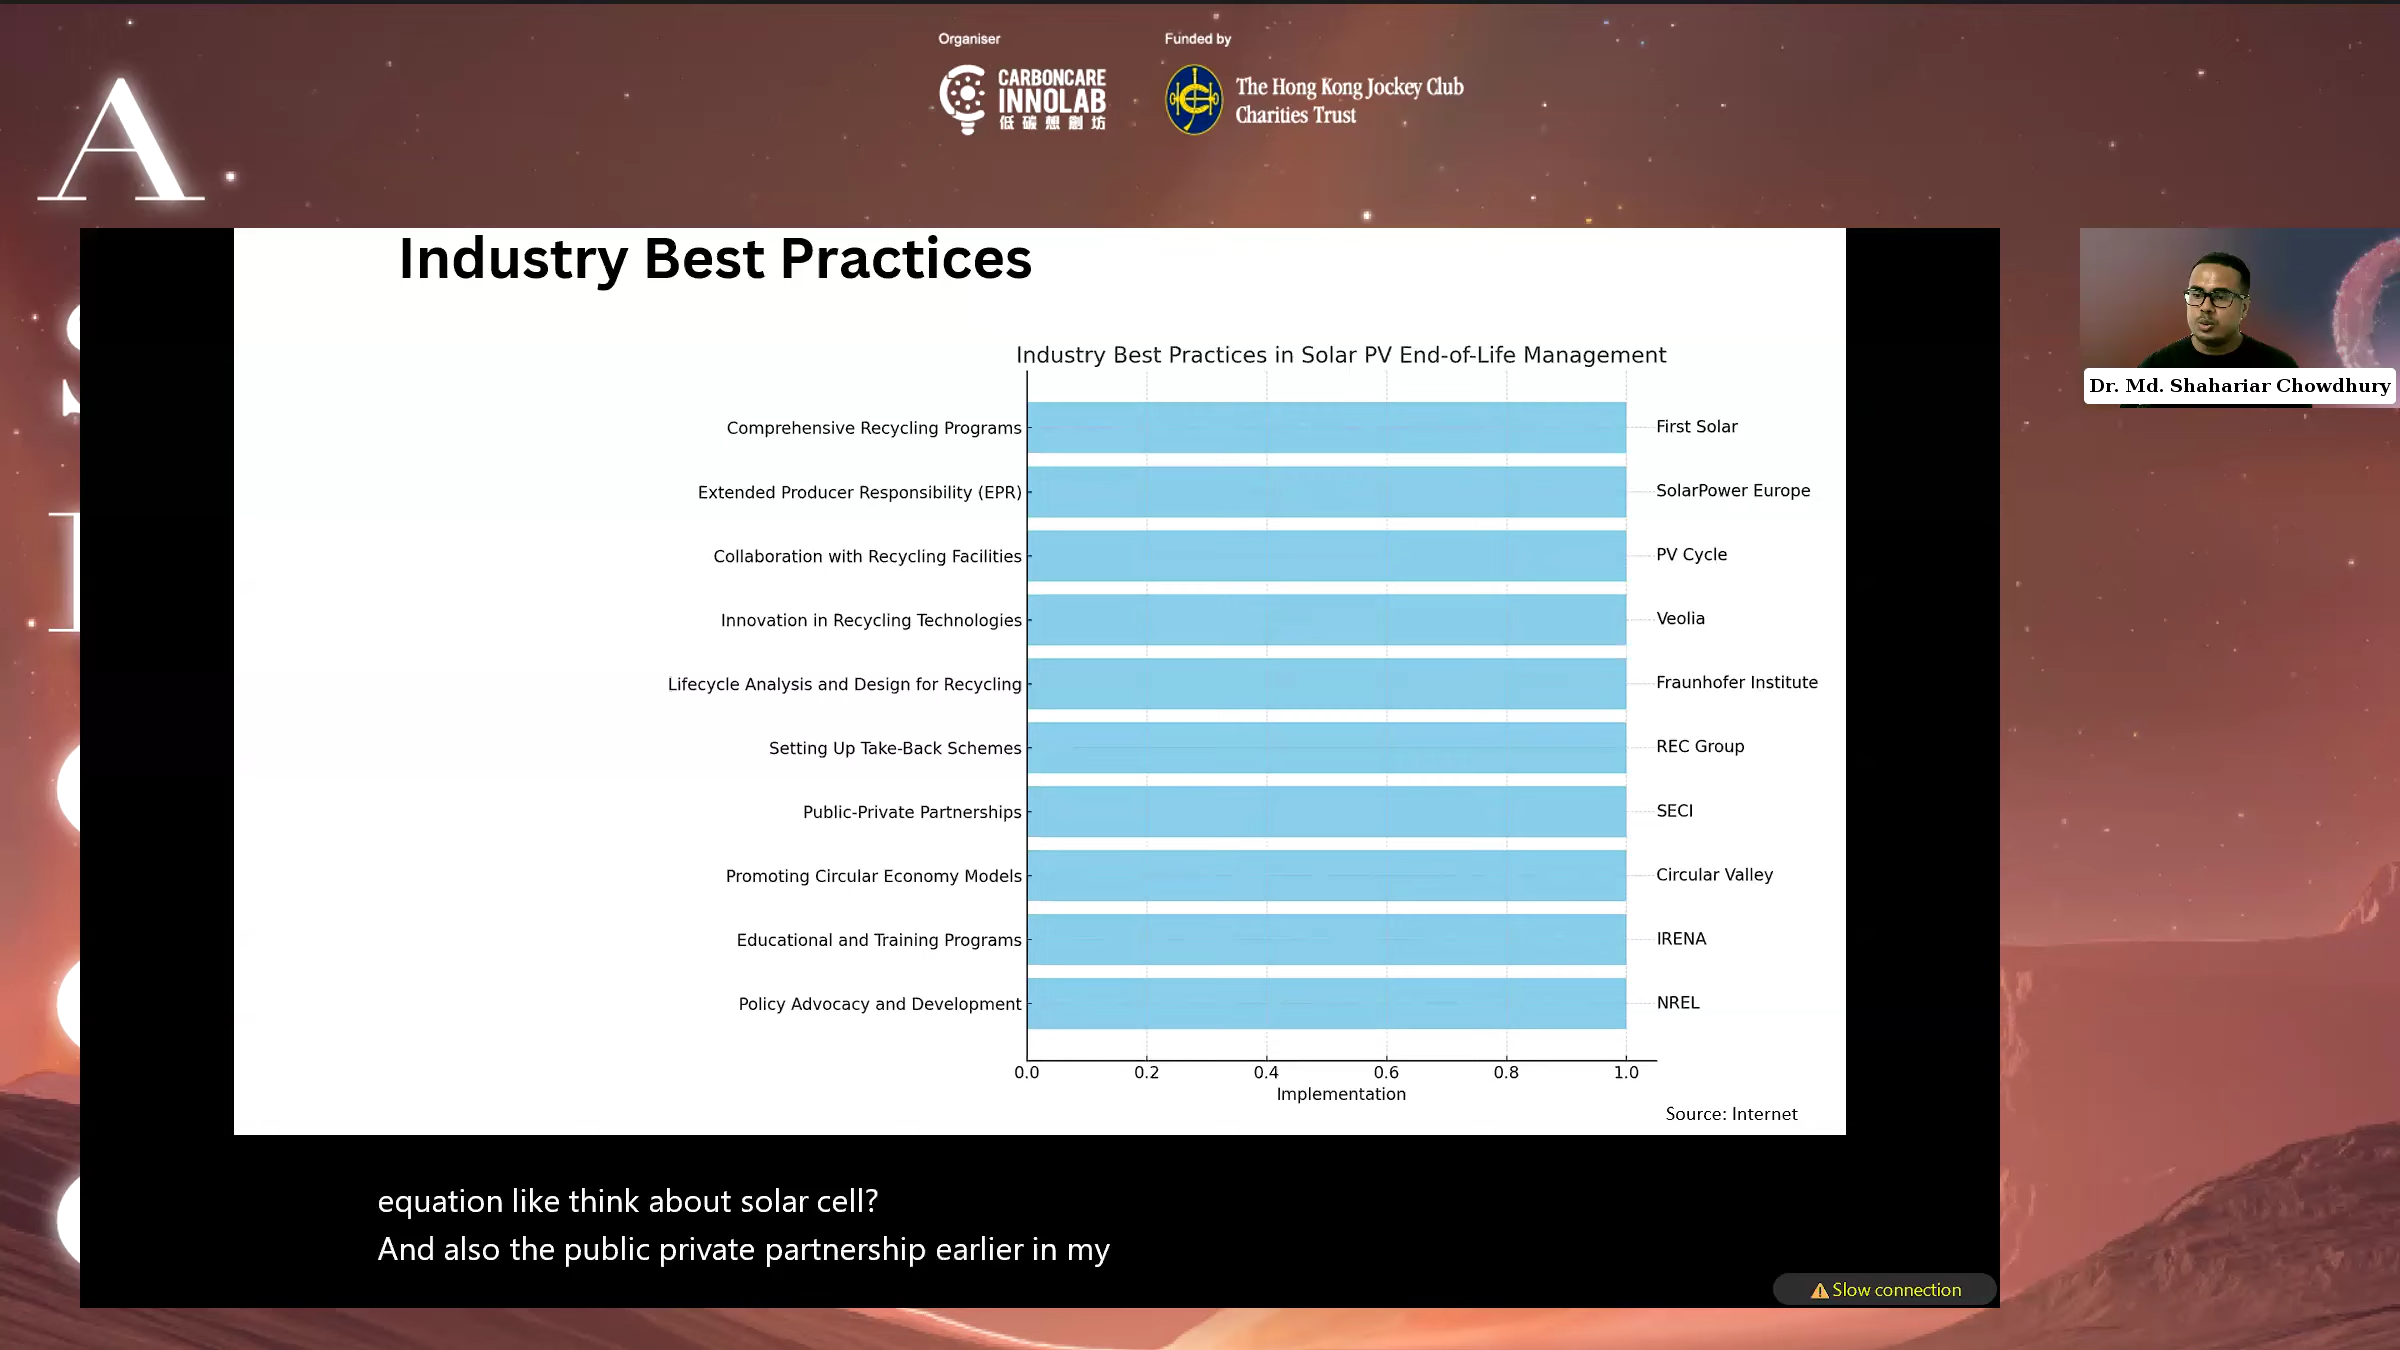 Organiser
CARBONCARE
INNOLAB
低碳想創坊
Funded by
The Hong Kong Jockey Club
Charities Trust
A
Industry Best Practices
Industry Best Practices in Solar PV End-of-Life Management
Comprehensive Recycling Programs First Solar
Extended Producer Responsibility (EPR) SolarPower Europe
Collaboration with Recycling Facilities PV Cycle
Innovation in Recycling Technologies Veolia
Lifecycle Analysis and Design for Recycling Fraunhofer Institute
Setting Up Take-Back Schemes REC Group
Public-Private Partnerships SECI
Promoting Circular Economy Models Circular Valley
Educational and Training Programs IRENA
Policy Advocacy and Development NREL
0.0 0.2 0.4 0.6 0.8 1.0
Implementation
Source: Internet
Dr. Md. Shahariar Chowdhury
equation like think about solar cell?
And also the public private partnership earlier in my
Slow connection